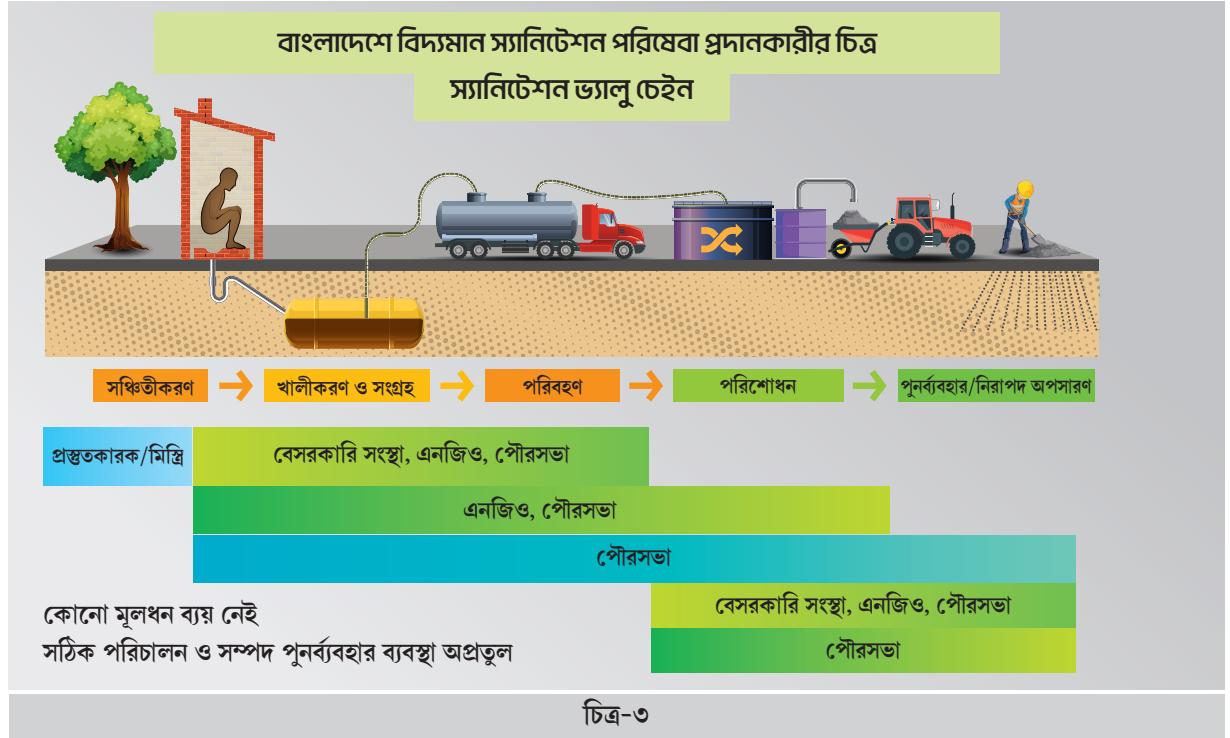 বাংলাদেশে বিদ্যমান স্যানিটেশন পরিষেবা প্রদানকারীর চিত্র
স্যানিটেশন ভ্যালু চেইন
সঞ্চিতীকরণ খালীকরণ ও সংগ্রহ পরিবহণ পরিশোধন পুনর্ব্যবহার/নিরাপদ অপসারণ
প্রস্তুতকারক/মিস্ত্রি বেসরকারি সংস্থা, এনজিও, পৌরসভা
এনজিও, পৌরসভা
পৌরসভা
বেসরকারি সংস্থা, এনজিও, পৌরসভা
পৌরসভা
কোনো মূলধন ব্যয় নেই
সঠিক পরিচালন ও সম্পদ পুনর্ব্যবহার ব্যবস্থা অপ্রতুল
চিত্র-৩